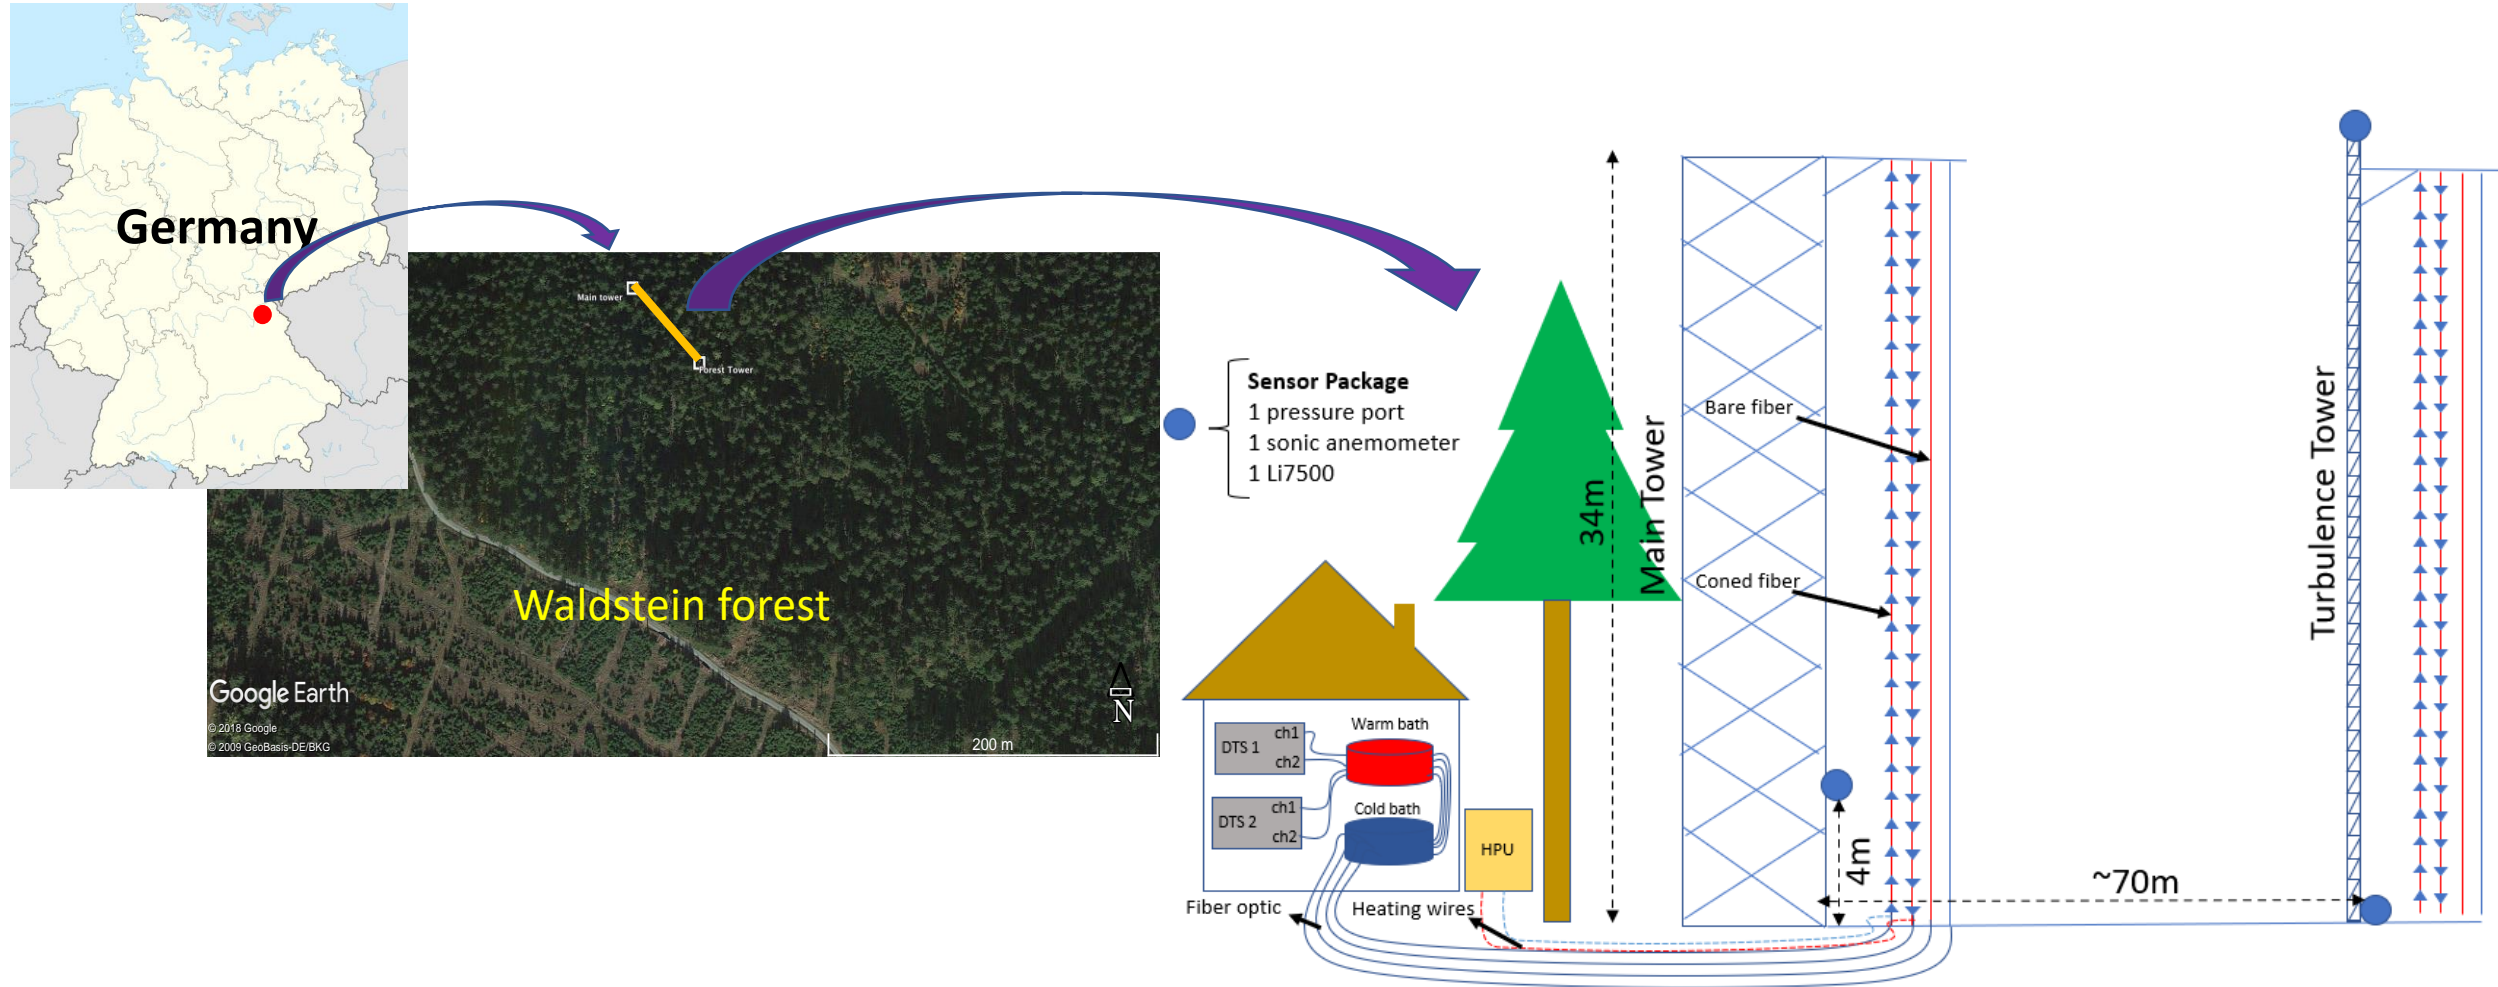 Germany
Main tower
Forest Tower
Waldstein forest
Google Earth
© 2018 Google
© 2009 GeoBasis-DE/BKG
N
200 m
Sensor Package
1 pressure port
1 sonic anemometer
1 Li7500
34m
Main Tower
Bare fiber
Coned fiber
Turbulence Tower
Warm bath
DTS 1
ch1
ch2
Cold bath
DTS 2
ch1
ch2
HPU
4m
~70m
Fiber optic
Heating wires